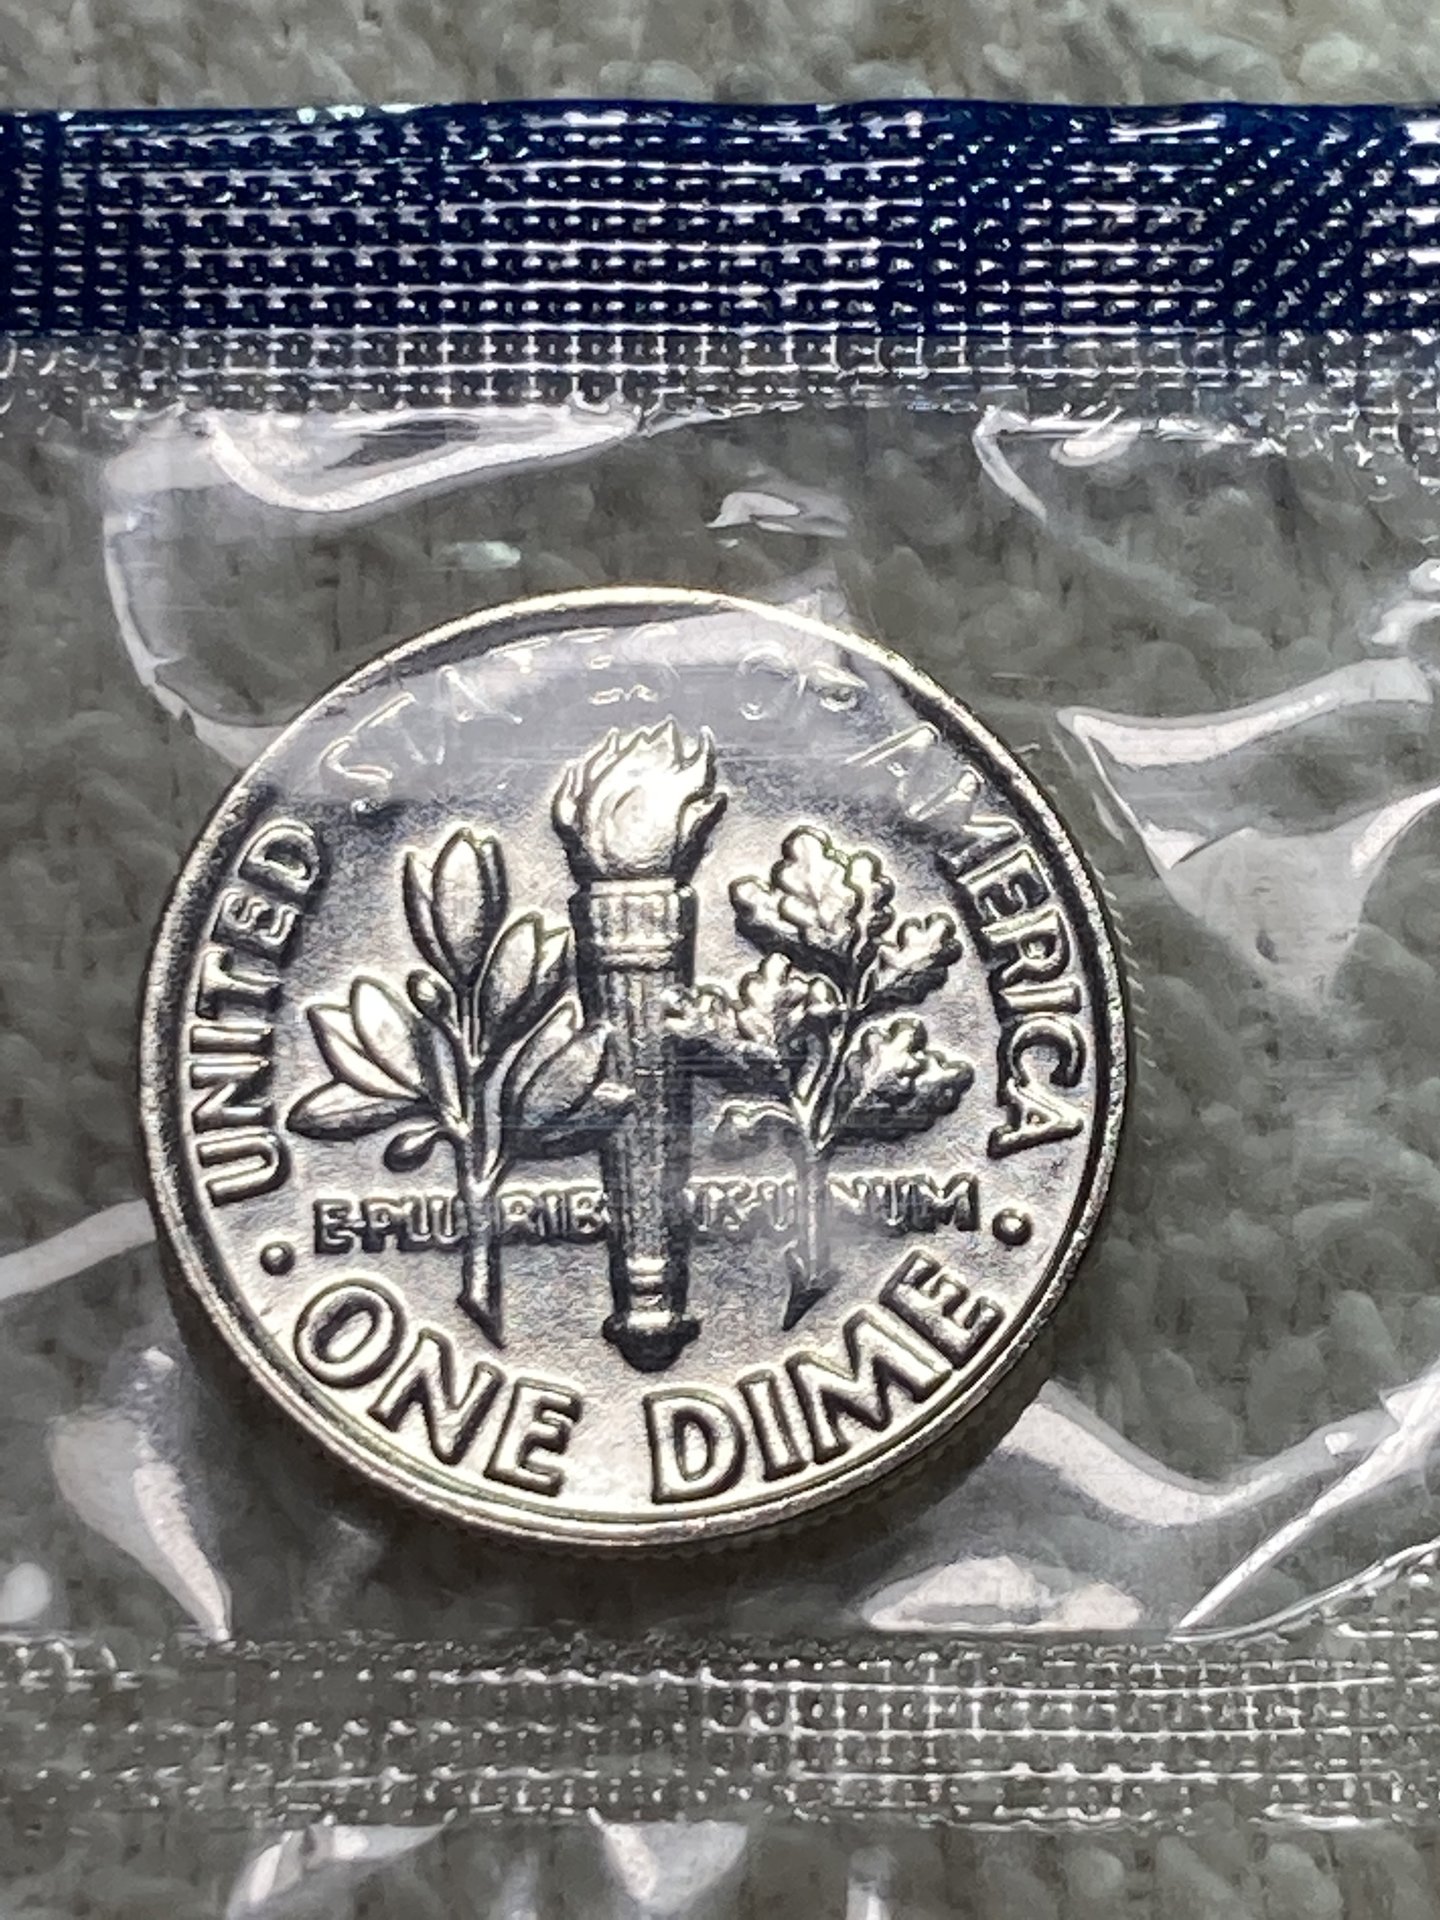 UNITED STATES OF AMERICA
E PLURIBUS UNUM
ONE DIME